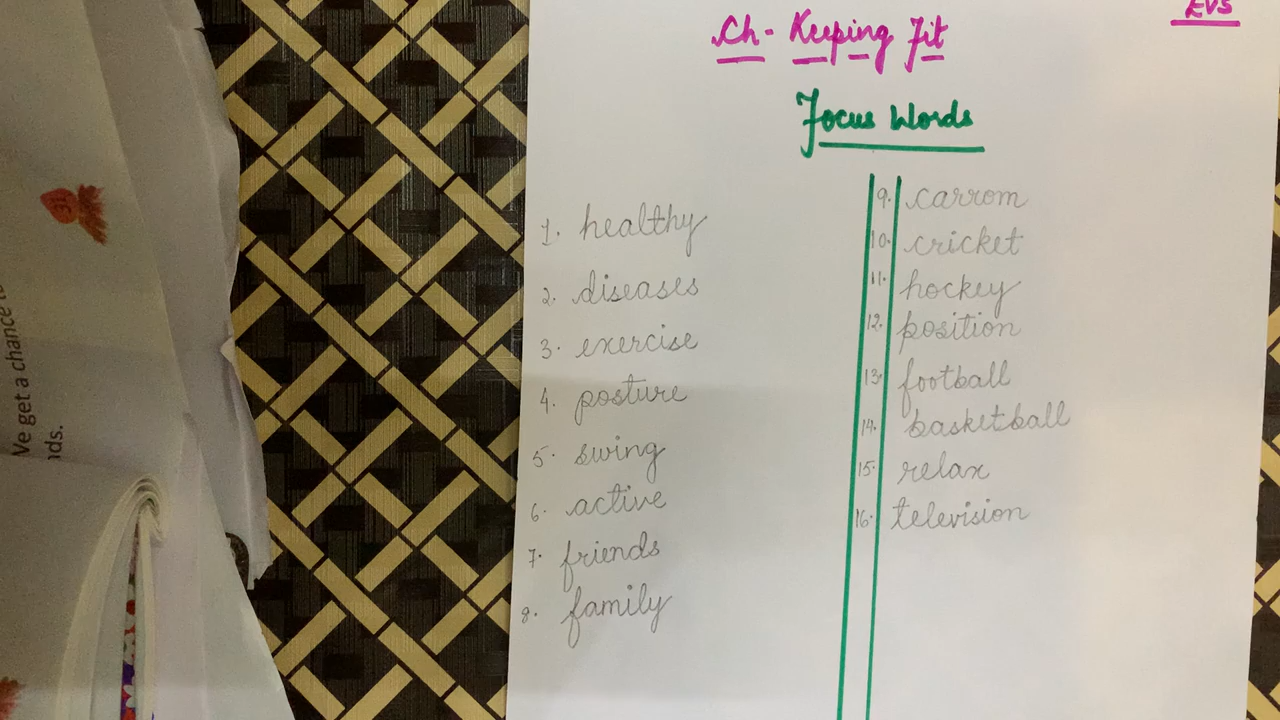 EVS
Ch- Keeping Fit
Focus Words
1. healthy
2. diseases
3. exercise
4. posture
5. swing
6. active
7. friends
8. family
9. carrom
10. cricket
11. hockey
12. position
13. football
14. basketball
15. relax
16. television
Ve get a chance
nds.